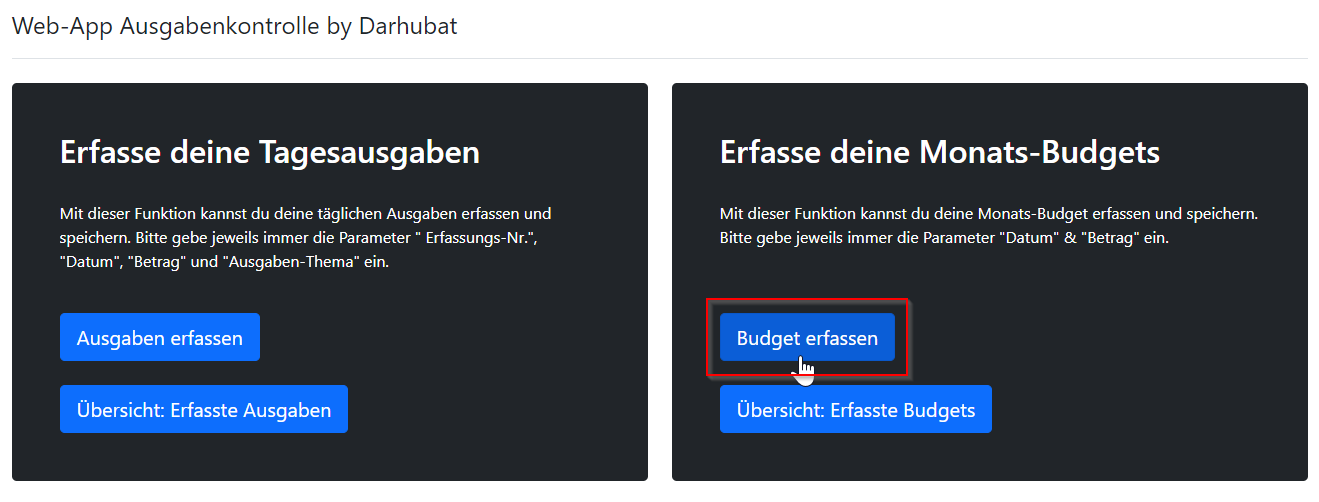 Web-App Ausgabenkontrolle by Darhubat
Erfasse deine Tagesausgaben
Mit dieser Funktion kannst du deine täglichen Ausgaben erfassen und
speichern. Bitte gebe jeweils immer die Parameter " Erfassungs-Nr.",
"Datum", "Betrag" und "Ausgaben-Thema" ein.
Ausgaben erfassen
Übersicht: Erfasste Ausgaben
Erfasse deine Monats-Budgets
Mit dieser Funktion kannst du deine Monats-Budget erfassen und speichern.
Bitte gebe jeweils immer die Parameter "Datum" & "Betrag" ein.
Budget erfassen
Übersicht: Erfasste Budgets